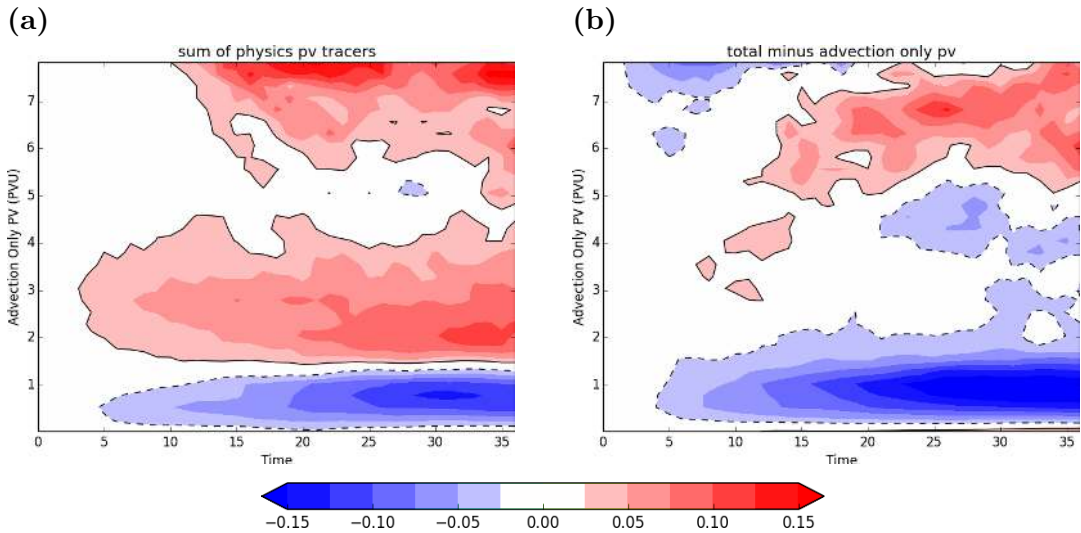 (a)
(b)
sum of physics pv tracers
total minus advection only pv
Advection Only PV (PVU)
7
6
5
4
3
2
1
0 5 10 15 20 25 30 35
Time
Advection Only PV (PVU)
7
6
5
4
3
2
1
0 5 10 15 20 25 30 35
Time
−0.15 −0.10 −0.05 0.00 0.05 0.10 0.15